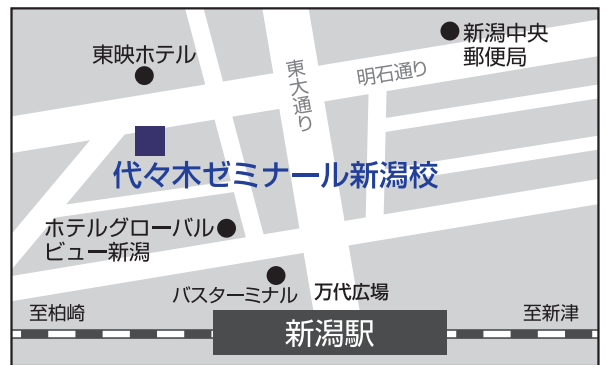 新潟中央
郵便局
東映ホテル
東大通り
明石通り
代々木ゼミナール新潟校
ホテルグローバル
ビュー新潟
バスターミナル
万代広場
至柏崎
至新津
新潟駅